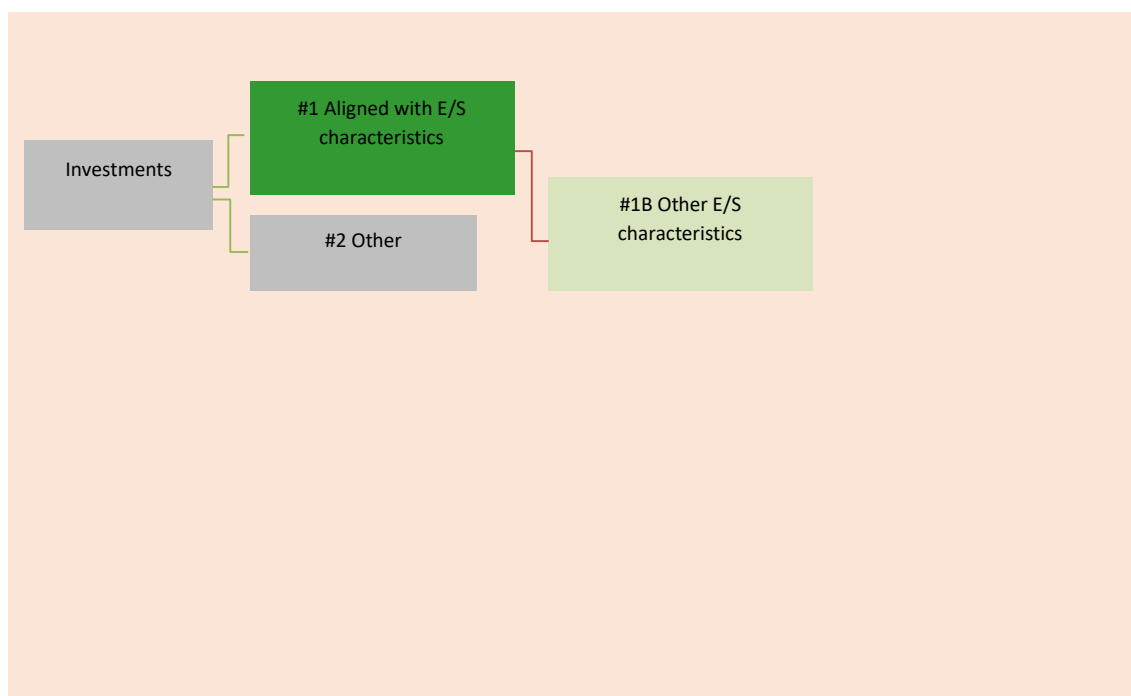 Investments
#1 Aligned with E/S
characteristics
#2 Other
#1B Other E/S
characteristics